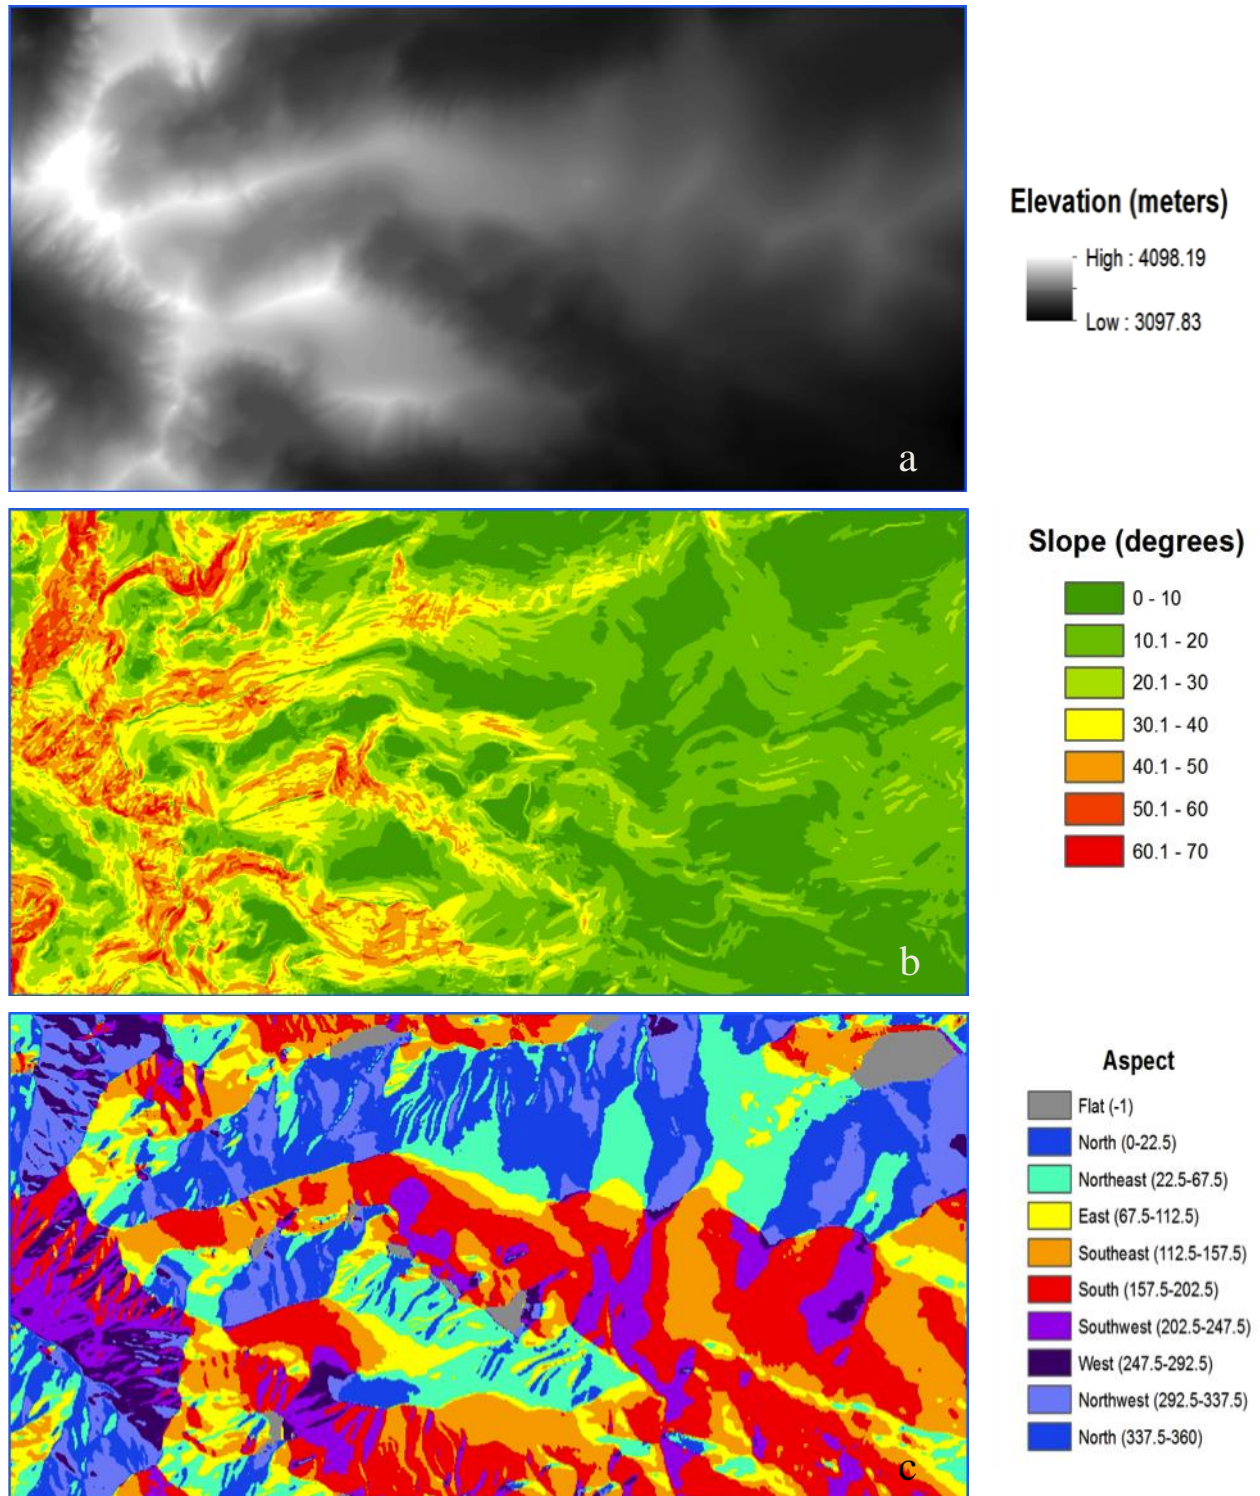 Elevation (meters)
High : 4098.19
Low : 3097.83
a
Slope (degrees)
0 - 10
10.1 - 20
20.1 - 30
30.1 - 40
40.1 - 50
50.1 - 60
60.1 - 70
b
Aspect
Flat (-1)
North (0-22.5)
Northeast (22.5-67.5)
East (67.5-112.5)
Southeast (112.5-157.5)
South (157.5-202.5)
Southwest (202.5-247.5)
West (247.5-292.5)
Northwest (292.5-337.5)
North (337.5-360)
c